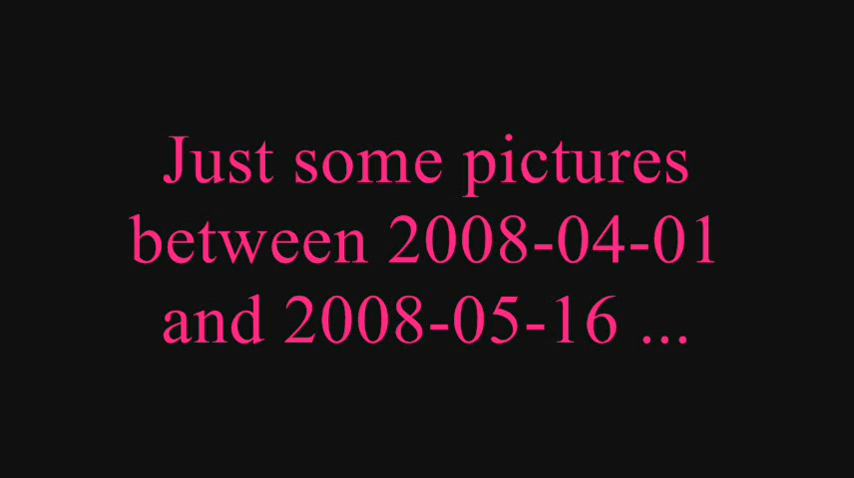 Just some pictures
between 2008-04-01
and 2008-05-16 ...